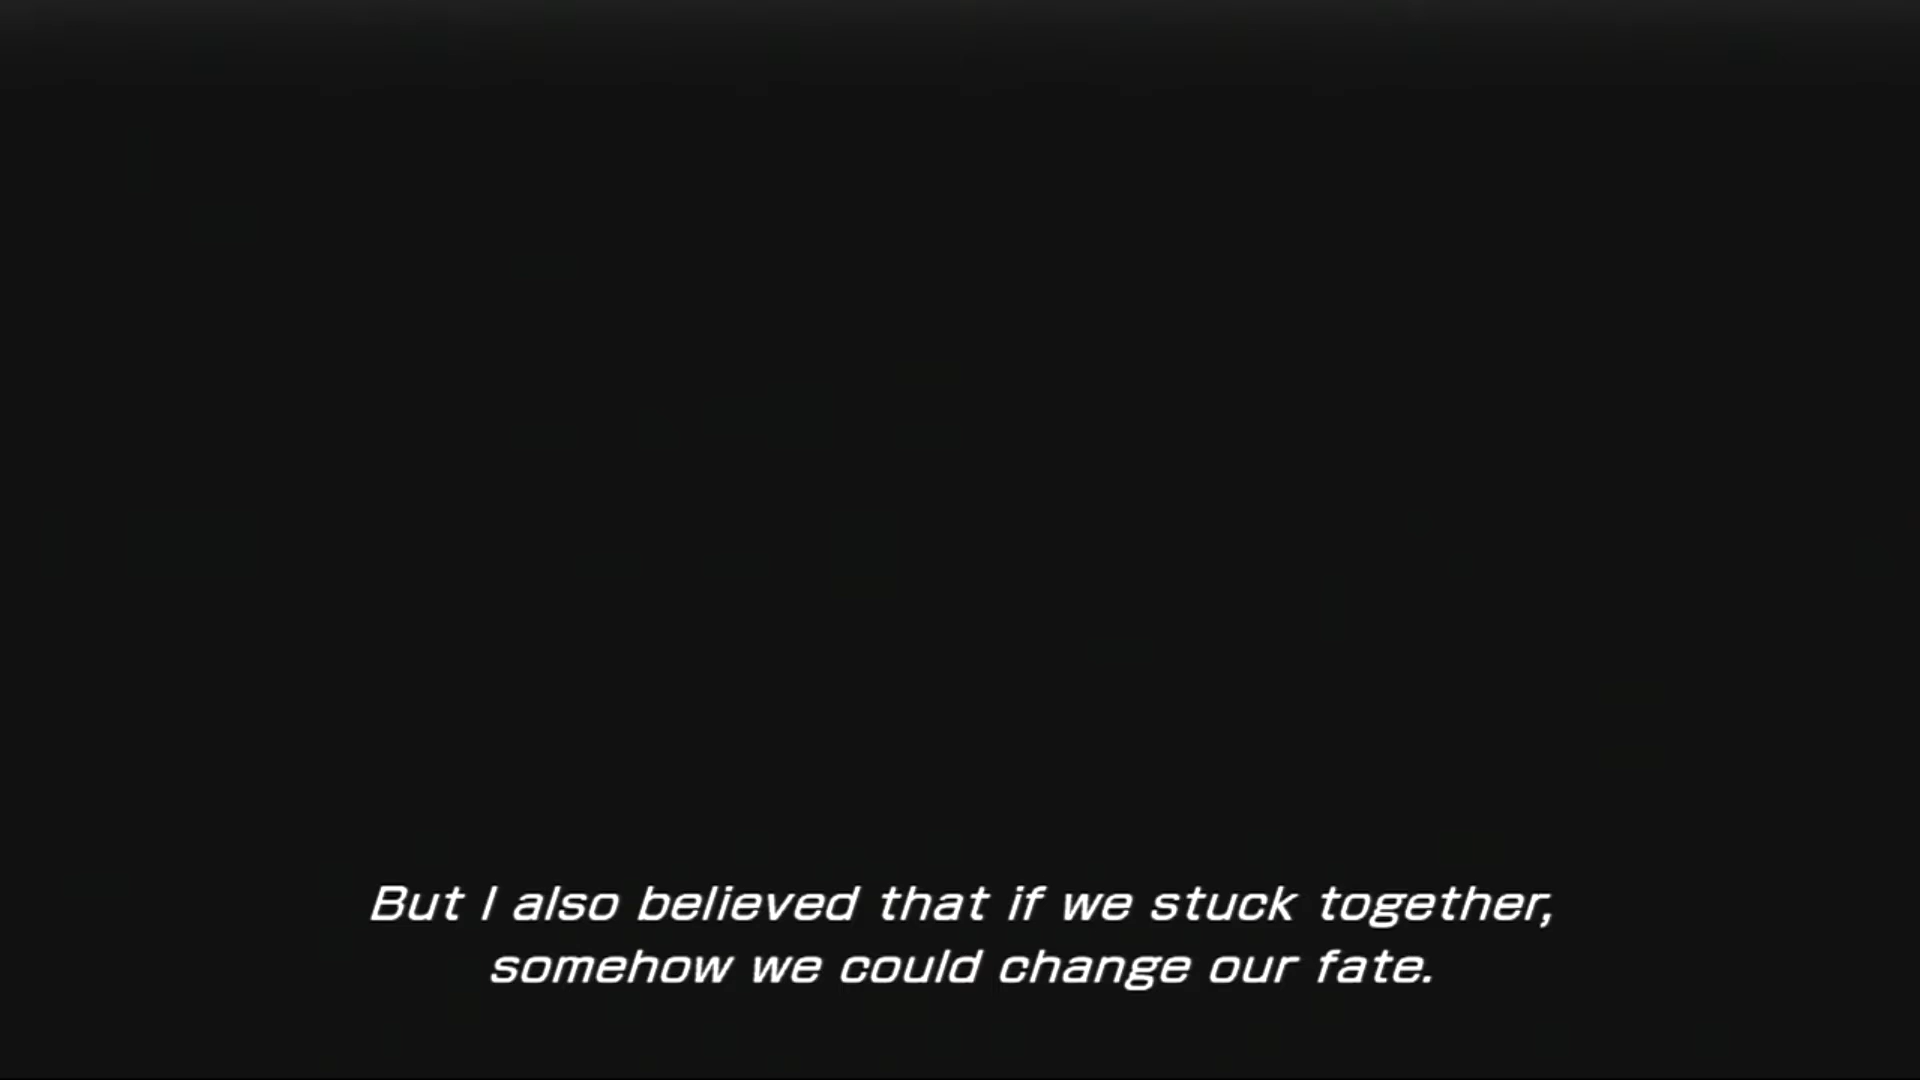 But I also believed that if we stuck together,
somehow we could change our fate.